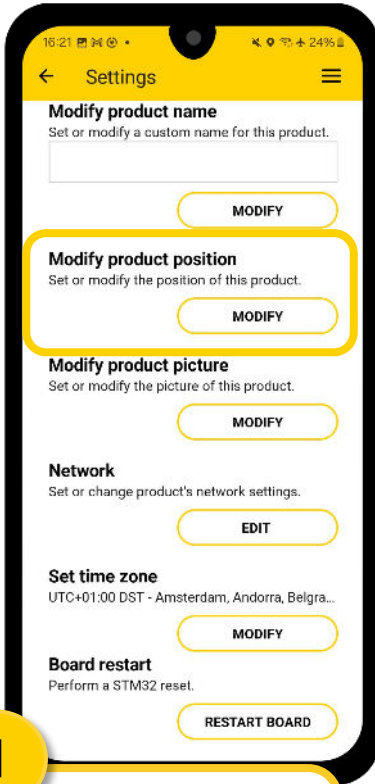 16:21 24%
Settings
Modify product name
Set or modify a custom name for this product.
MODIFY
Modify product position
Set or modify the position of this product.
MODIFY
Modify product picture
Set or modify the picture of this product.
MODIFY
Network
Set or change product's network settings.
EDIT
Set time zone
UTC+01:00 DST - Amsterdam, Andorra, Belgra...
MODIFY
Board restart
Perform a STM32 reset.
RESTART BOARD